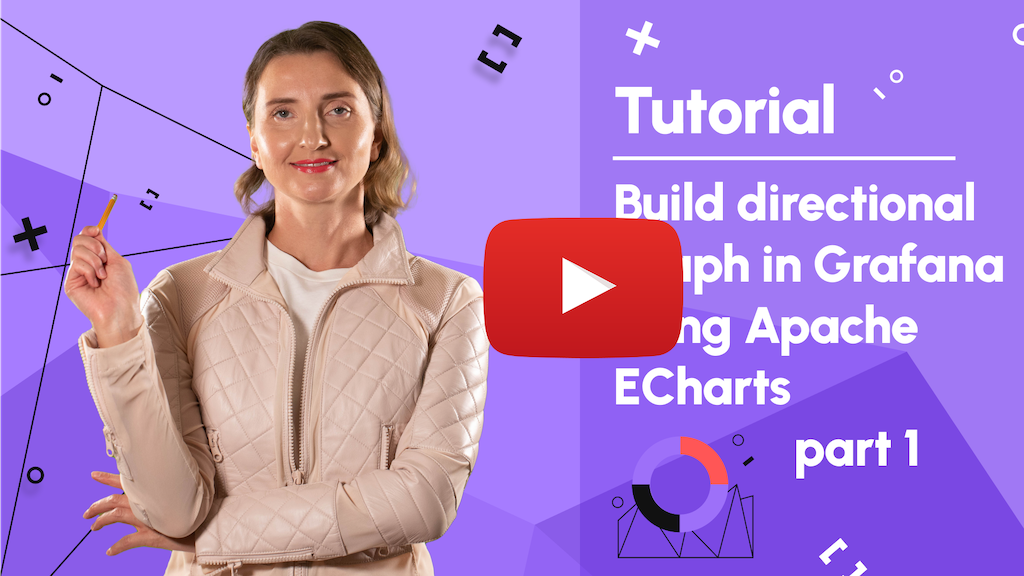 Tutorial
Build directional
in Grafana
Apache
ECharts
part 1